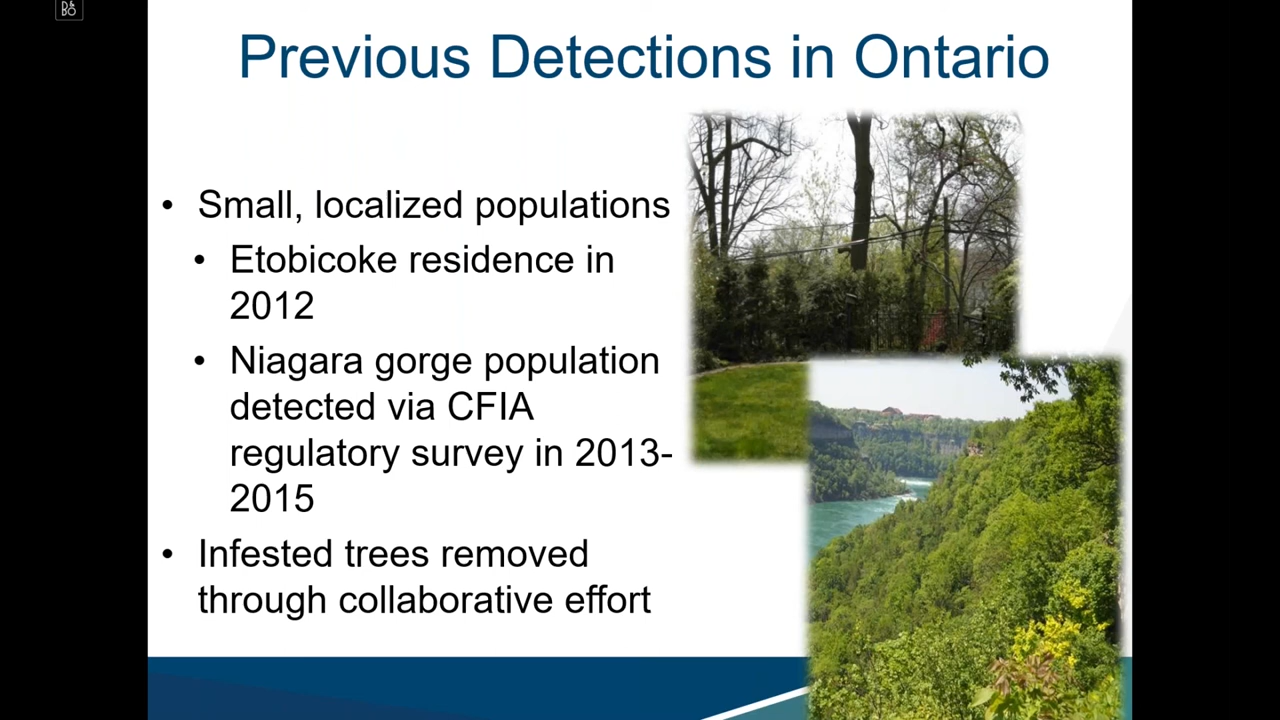 B&O
Previous Detections in Ontario
• Small, localized populations
• Etobicoke residence in
2012
• Niagara gorge population
detected via CFIA
regulatory survey in 2013-
2015
• Infested trees removed
through collaborative effort